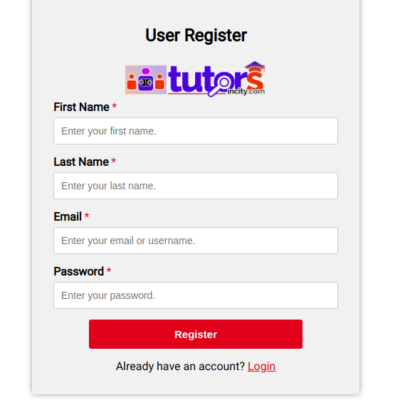 User Register
tutors
incity.com
First Name *
Enter your first name.
Last Name *
Enter your last name.
Email *
Enter your email or username.
Password *
Enter your password.
Register
Already have an account? Login